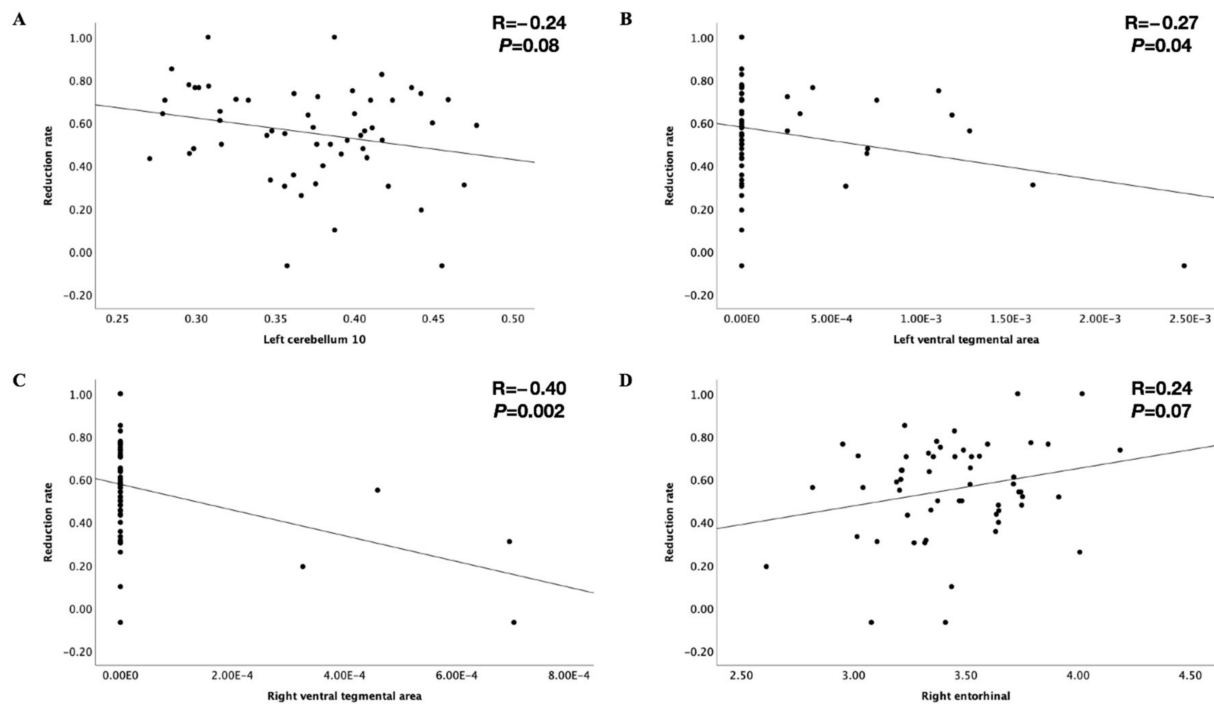 A
R=−0.24
P=0.08
1.00
0.80
0.60
0.40
0.20
0.00
−0.20
Reduction rate
0.25 0.30 0.35 0.40 0.45 0.50
Left cerebellum 10
B
R=−0.27
P=0.04
1.00
0.80
0.60
0.40
0.20
0.00
−0.20
Reduction rate
0.00E0 5.00E−4 1.00E−3 1.50E−3 2.00E−3 2.50E−3
Left ventral tegmental area
C
R=−0.40
P=0.002
1.00
0.80
0.60
0.40
0.20
0.00
−0.20
Reduction rate
0.00E0 2.00E−4 4.00E−4 6.00E−4 8.00E−4
Right ventral tegmental area
D
R=0.24
P=0.07
1.00
0.80
0.60
0.40
0.20
0.00
−0.20
Reduction rate
2.50 3.00 3.50 4.00 4.50
Right entorhinal